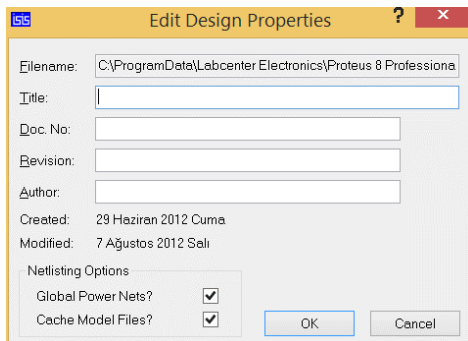 isis Edit Design Properties ? x
Filename: C:\ProgramData\Labcenter Electronics\Proteus 8 Professiona
Title:
Doc. No:
Revision:
Author:
Created: 29 Haziran 2012 Cuma
Modified: 7 Ağustos 2012 Salı
Netlisting Options
Global Power Nets?
Cache Model Files?
OK Cancel